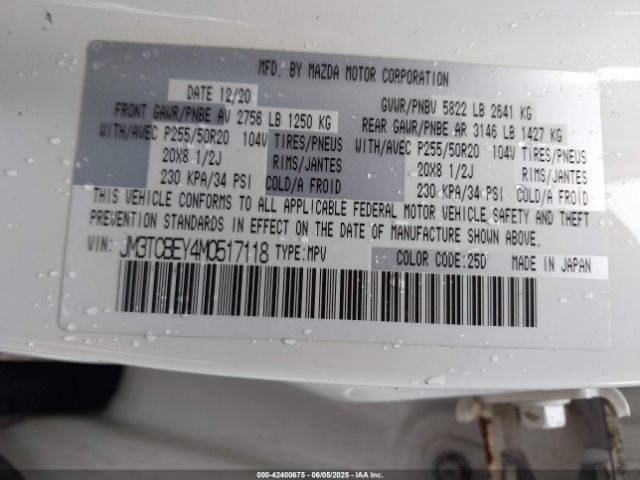 MFD. BY MAZDA MOTOR CORPORATION
DATE 12/20 GVWR/PNBV 5822 LB 2641 KG
FRONT GAWR/PNBE AV 2756 LB 1250 KG REAR GAWR/PNBE AR 3146 LB 1427 KG
WITH/AVEC P255/50R20 104V TIRES/PNEUS WITH/AVEC P255/50R20 104V TIRES/PNEUS
20X8 1/2J RIMS/JANTES 20X8 1/2J RIMS/JANTES
230 KPA/34 PSI COLD/A FROID 230 KPA/34 PSI COLD/A FROID
THIS VEHICLE CONFORMS TO ALL APPLICABLE FEDERAL MOTOR VEHICLE SAFETY AND THEFT
PREVENTION STANDARDS IN EFFECT ON THE DATE OF MANUFACTURE SHOWN ABOVE.
VIN: JM3TCBEY4M0517118 TYPE:MPV COLOR CODE:25D MADE IN JAPAN
000-42400675 - 06/05/2025 - IAAI, Inc.